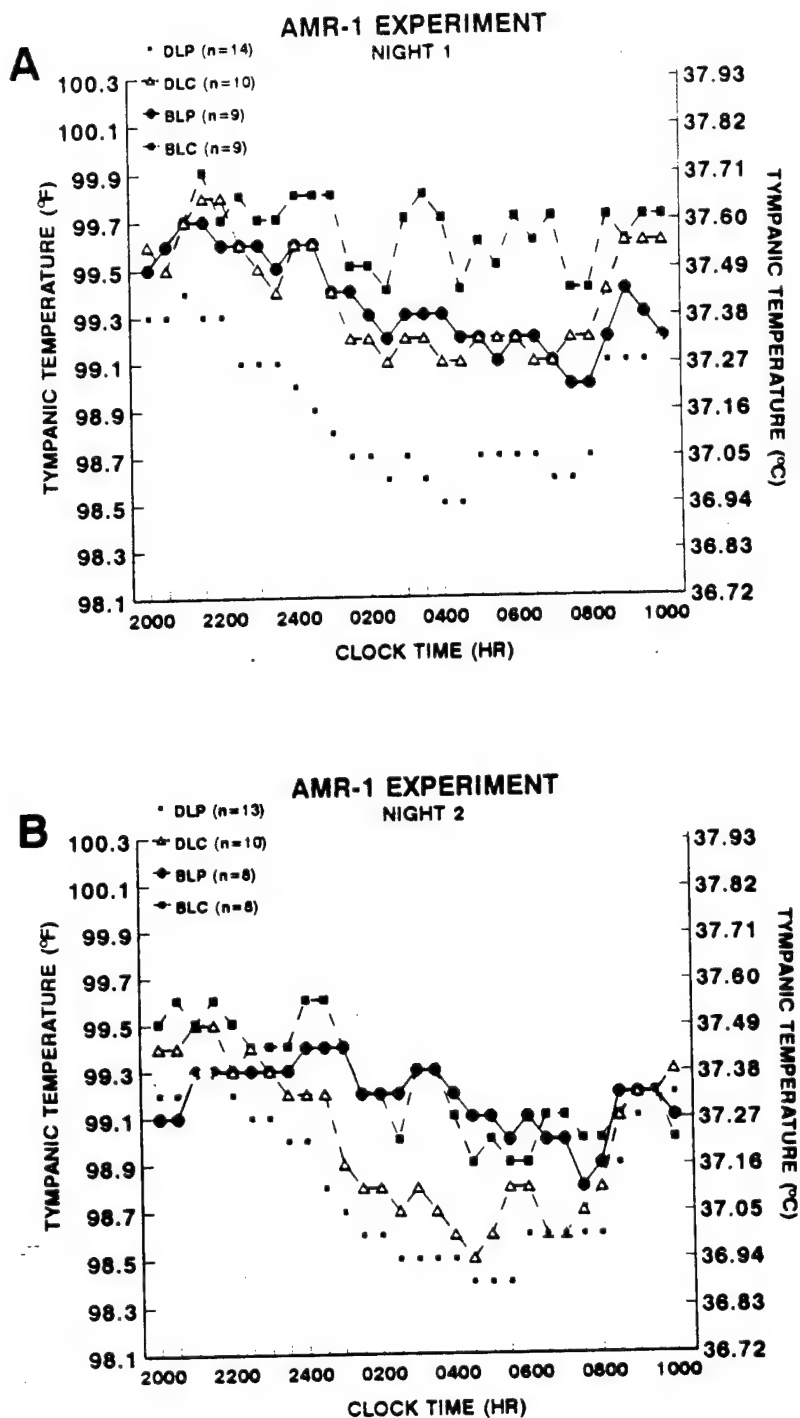 A
AMR-1 EXPERIMENT
NIGHT 1
DLP (n=14)
DLC (n=10)
BLP (n=9)
BLC (n=9)
TYMPANIC TEMPERATURE (ºF)
100.3
100.1
99.9
99.7
99.5
99.3
99.1
98.9
98.7
98.5
98.3
98.1
37.93
37.82
37.71
37.60
37.49
37.38
37.27
37.16
37.05
36.94
36.83
36.72
TYMPANIC TEMPERATURE (ºC)
2000 2200 2400 0200 0400 0600 0800 1000
CLOCK TIME (HR)
B
AMR-1 EXPERIMENT
NIGHT 2
DLP (n=13)
DLC (n=10)
BLP (n=8)
BLC (n=8)
TYMPANIC TEMPERATURE (ºF)
100.3
100.1
99.9
99.7
99.5
99.3
99.1
98.9
98.7
98.5
98.3
98.1
37.93
37.82
37.71
37.60
37.49
37.38
37.27
37.16
37.05
36.94
36.83
36.72
TYMPANIC TEMPERATURE (ºC)
2000 2200 2400 0200 0400 0600 0800 1000
CLOCK TIME (HR)